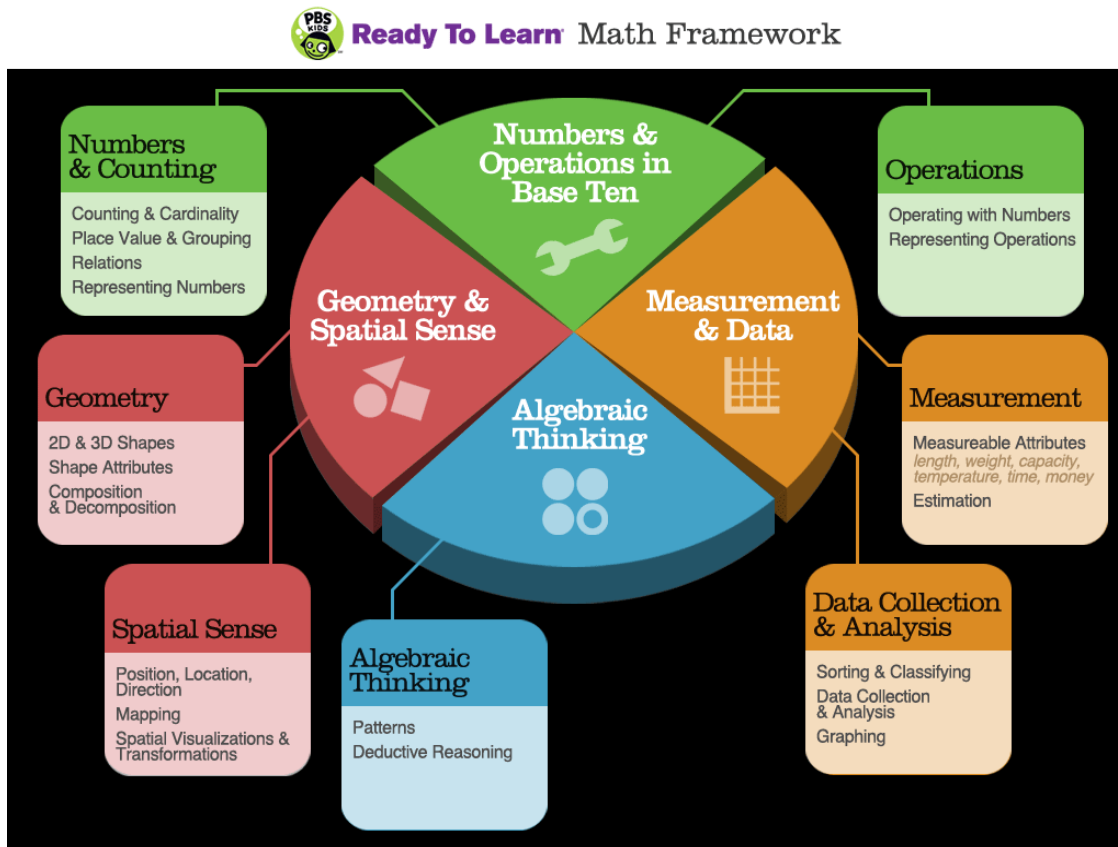 PBS
KIDS
Ready To Learn Math Framework
Numbers
& Counting
Counting & Cardinality
Place Value & Grouping
Relations
Representing Numbers
Numbers &
Operations in
Base Ten
Operations
Operating with Numbers
Representing Operations
Geometry &
Spatial Sense
Measurement
& Data
Algebraic
Thinking
Geometry
2D & 3D Shapes
Shape Attributes
Composition
& Decomposition
Measurement
Measureable Attributes
length, weight, capacity,
temperature, time, money
Estimation
Spatial Sense
Position, Location,
Direction
Mapping
Spatial Visualizations &
Transformations
Algebraic
Thinking
Patterns
Deductive Reasoning
Data Collection
& Analysis
Sorting & Classifying
Data Collection
& Analysis
Graphing